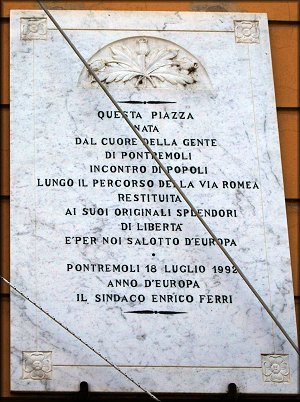 QUESTA PIAZZA
NATA
DAL CUORE DELLA GENTE
DI PONTREMOLI
INCONTRO DI POPOLI
LUNGO IL PERCORSO DELLA VIA ROMEA
RESTITUITA
AI SUOI ORIGINALI SPLENDORI
DI LIBERTA'
E' PER NOI SALOTTO D'EUROPA
PONTREMOLI 18 LUGLIO 1992
ANNO D'EUROPA
IL SINDACO ENRICO FERRI